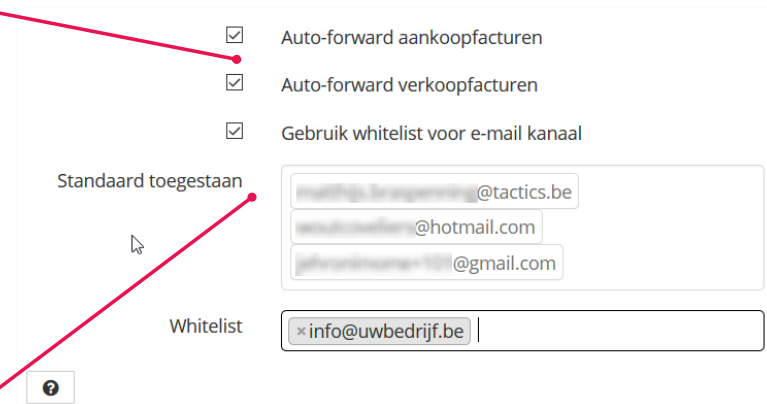 Auto-forward aankoopfacturen
Auto-forward verkoopfacturen
Gebruik whitelist voor e-mail kanaal
Standaard toegestaan
@tactics.be
@hotmail.com
@gmail.com
Whitelist × info@uwbedrijf.be
?